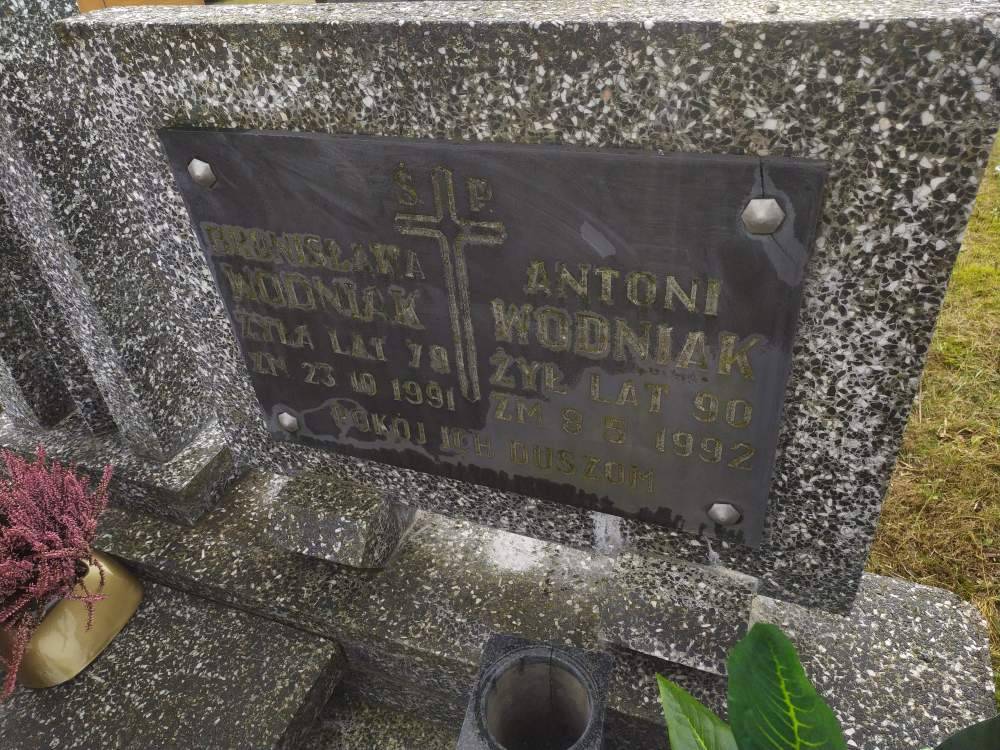 Ś P
BRONISŁAWA
WODNIAK
ŻYŁA LAT 78
ZM 23 10 1991
ANTONI
WODNIAK
ŻYŁ LAT 90
ZM 8 5 1992
POKÓJ ICH DUSZOM